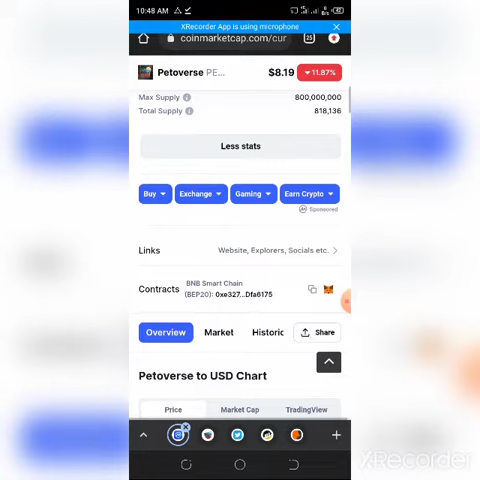 10:48 AM
42
XRecorder App is using microphone
coinmarketcap.com/cur
25
Petoverse PE...
$8.19
11.87%
Max Supply
800,000,000
Total Supply
818,136
Less stats
Buy
Exchange
Gaming
Earn Crypto
Sponsored
Links
Website, Explorers, Socials etc.
Contracts
BNB Smart Chain
(BEP20): 0xe327...Dfa6175
Overview
Market
Historic
Share
Petoverse to USD Chart
Price
Market Cap
TradingView
XRecorder